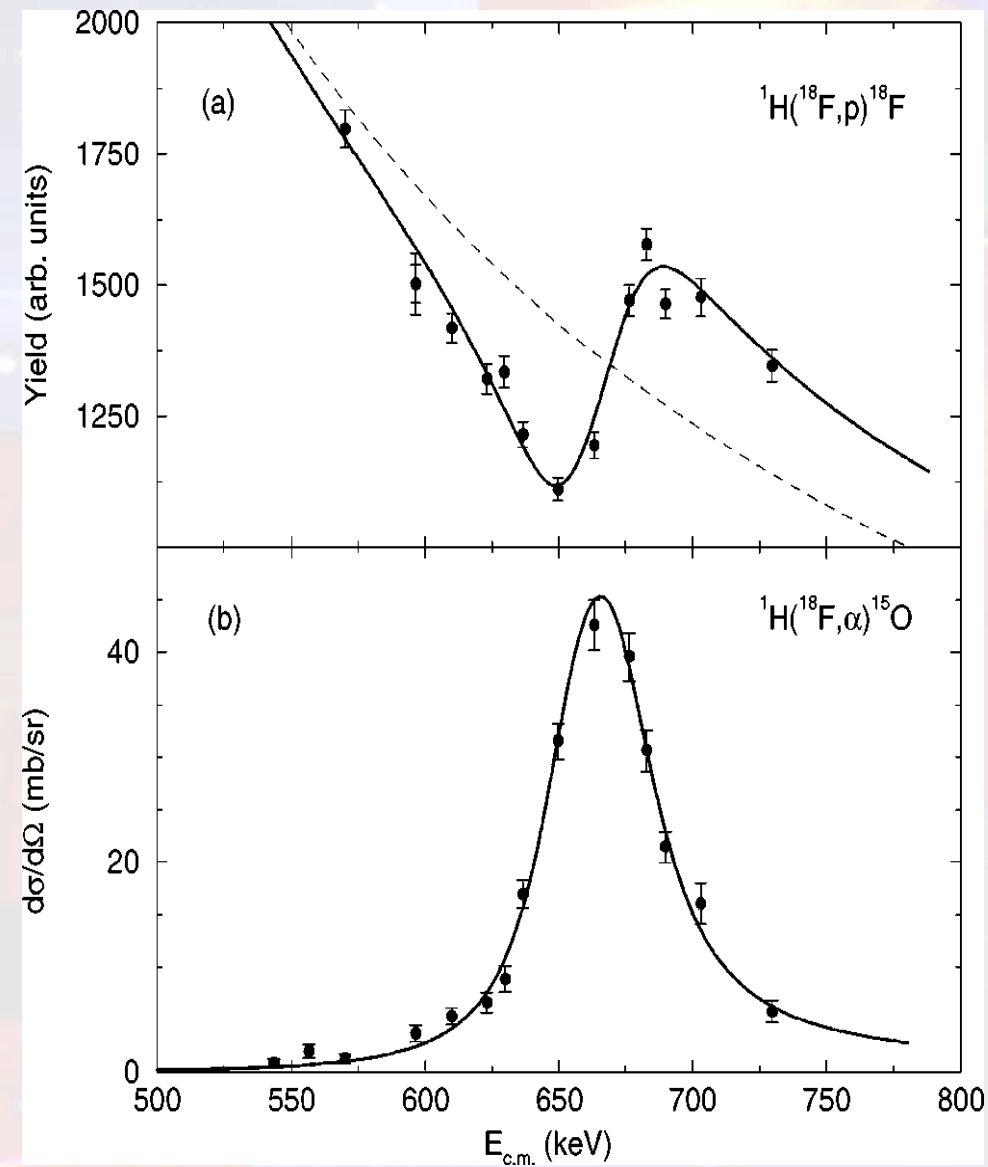 2000
(a)
¹H(¹⁸F,p)¹⁸F
1750
1500
1250
Yield (arb. units)
(b)
¹H(¹⁸F,α)¹⁵O
40
20
0
dσ/dΩ (mb/sr)
500 550 600 650 700 750 800
E_c.m. (keV)